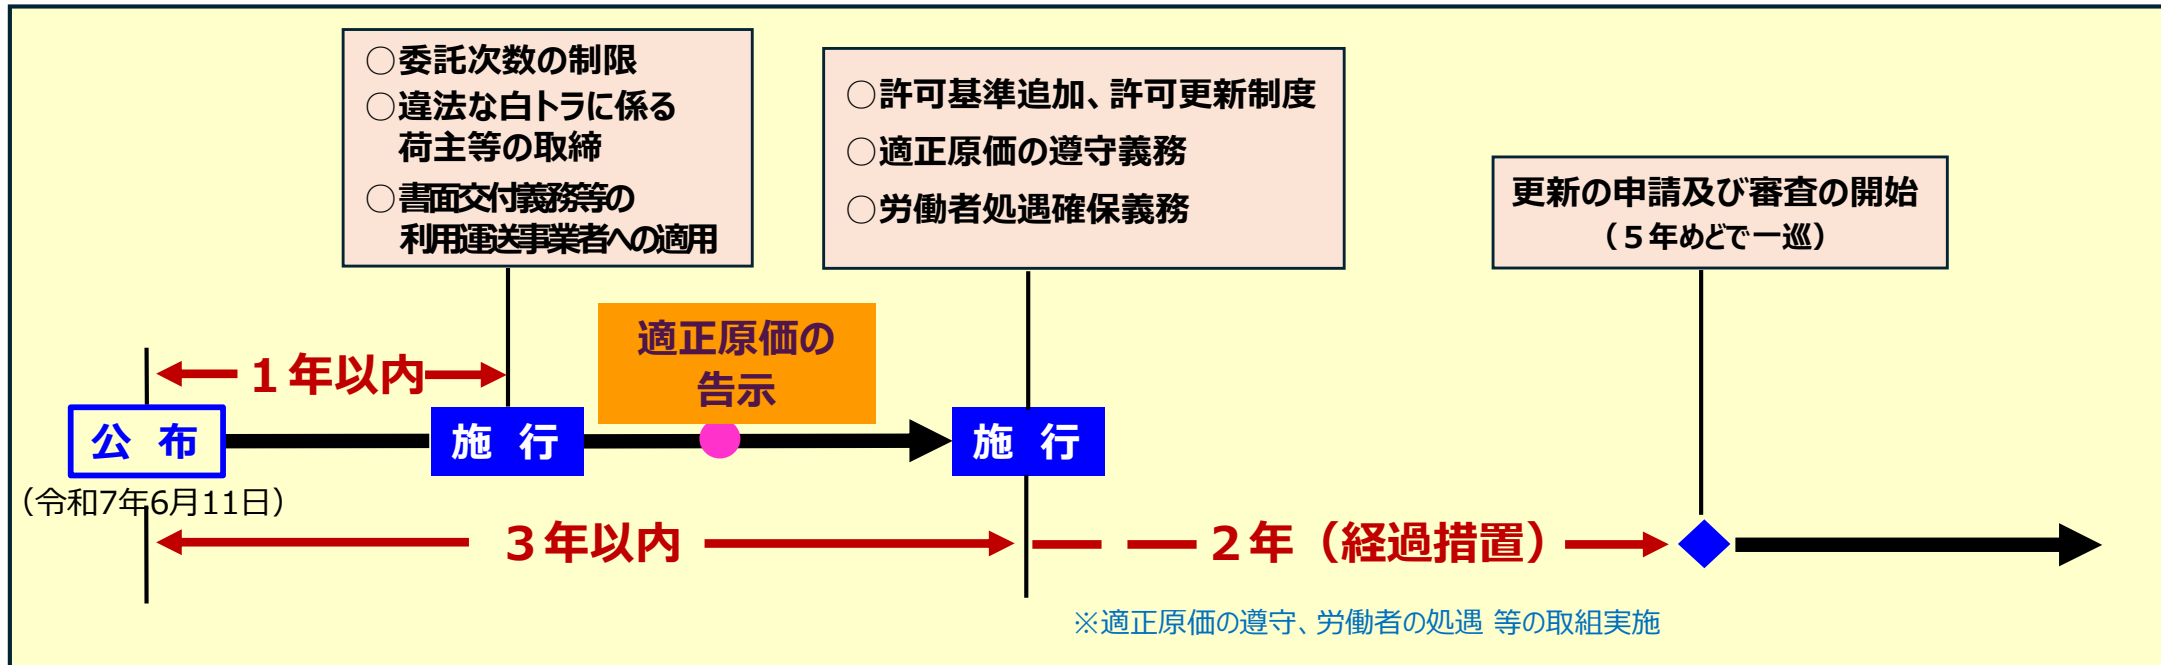 ○委託次数の制限
○違法な白トラに係る
荷主等の取締
○書面交付義務等の
利用運送事業者への適用
○許可基準追加、許可更新制度
○適正原価の遵守義務
○労働者処遇確保義務
更新の申請及び審査の開始
（５年めどで一巡）
適正原価の
告示
１年以内
公 布
施 行
施 行
（令和7年6月11日）
３年以内
２年（経過措置）
※適正原価の遵守、労働者の処遇 等の取組実施